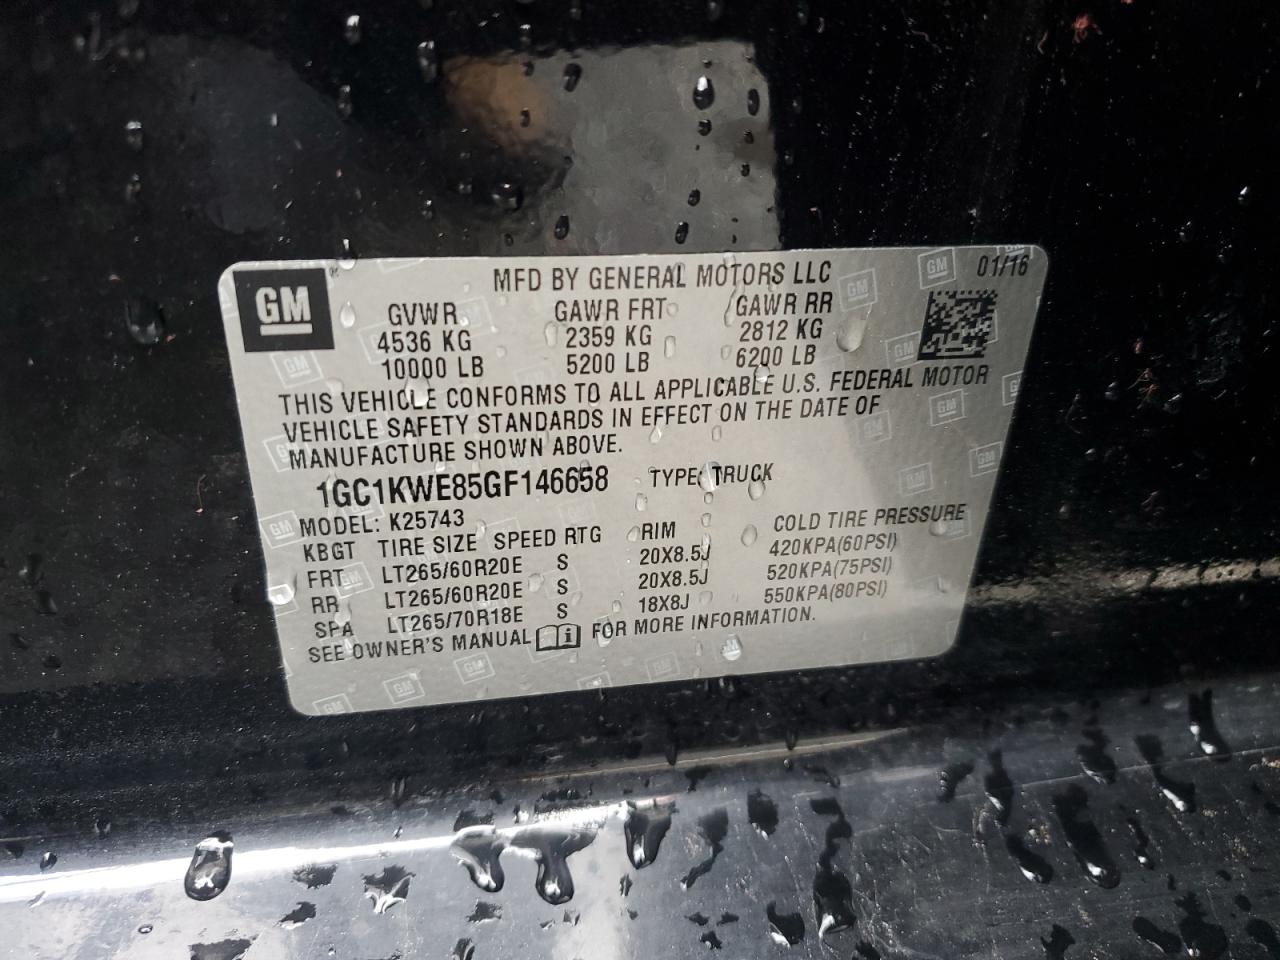 GM
MFD BY GENERAL MOTORS LLC 01/16
GVWR GAWR FRT GAWR RR
4536 KG 2359 KG 2812 KG
10000 LB 5200 LB 6200 LB
THIS VEHICLE CONFORMS TO ALL APPLICABLE U.S. FEDERAL MOTOR
VEHICLE SAFETY STANDARDS IN EFFECT ON THE DATE OF
MANUFACTURE SHOWN ABOVE.
1GC1KWE85GF146658 TYPE: TRUCK
MODEL: K25743
KBGT TIRE SIZE SPEED RTG RIM COLD TIRE PRESSURE
FRT LT265/60R20E S 20X8.5J 420KPA(60PSI)
RR LT265/60R20E S 20X8.5J 520KPA(75PSI)
SPA LT265/70R18E S 18X8J 550KPA(80PSI)
SEE OWNER'S MANUAL FOR MORE INFORMATION.